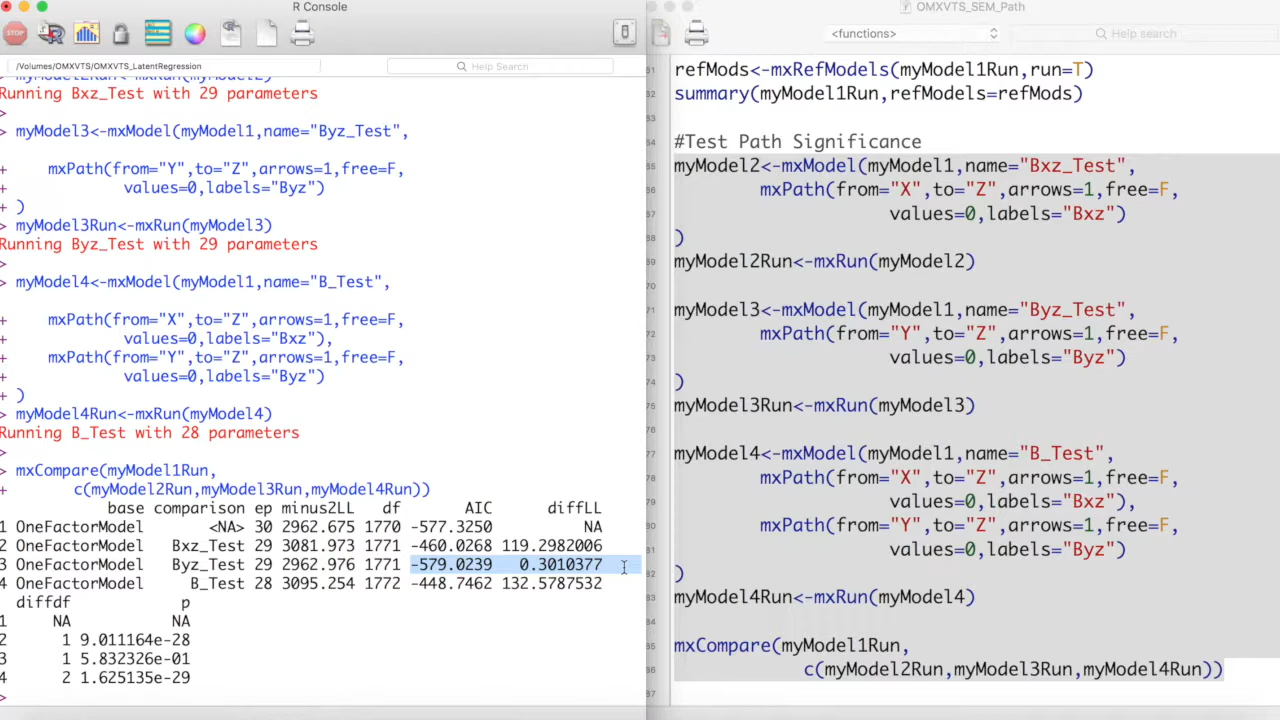 R Console
STOP
/Volumes/OMXVTS/OMXVTS_LatentRegression
Help Search
Running Bxz_Test with 29 parameters
>
> myModel3<-mxModel(myModel1,name="Byz_Test",
+ mxPath(from="Y",to="Z",arrows=1,free=F,
+ values=0,labels="Byz")
+ )
> myModel3Run<-mxRun(myModel3)
Running Byz_Test with 29 parameters
>
> myModel4<-mxModel(myModel1,name="B_Test",
+ mxPath(from="X",to="Z",arrows=1,free=F,
+ values=0,labels="Bxz"),
+ mxPath(from="Y",to="Z",arrows=1,free=F,
+ values=0,labels="Byz")
+ )
> myModel4Run<-mxRun(myModel4)
Running B_Test with 28 parameters
>
> mxCompare(myModel1Run,
+ c(myModel2Run,myModel3Run,myModel4Run))
base comparison ep minus2LL df AIC diffLL
1 OneFactorModel <NA> 30 2962.675 1770 -577.3250 NA
2 OneFactorModel Bxz_Test 29 3081.973 1771 -460.0268 119.2982006
3 OneFactorModel Byz_Test 29 2962.976 1771 -579.0239 0.3010377
4 OneFactorModel B_Test 28 3095.254 1772 -448.7462 132.5787532
diffdf p
1 NA NA
2 1 9.011164e-28
3 1 5.832326e-01
4 2 1.625135e-29
>
OMXVTS_SEM_Path
<functions>
Help search
refMods<-mxRefModels(myModel1Run,run=T)
summary(myModel1Run,refModels=refMods)
#Test Path Significance
myModel2<-mxModel(myModel1,name="Bxz_Test",
mxPath(from="X",to="Z",arrows=1,free=F,
values=0,labels="Bxz")
)
myModel2Run<-mxRun(myModel2)
myModel3<-mxModel(myModel1,name="Byz_Test",
mxPath(from="Y",to="Z",arrows=1,free=F,
values=0,labels="Byz")
)
myModel3Run<-mxRun(myModel3)
myModel4<-mxModel(myModel1,name="B_Test",
mxPath(from="X",to="Z",arrows=1,free=F,
values=0,labels="Bxz"),
mxPath(from="Y",to="Z",arrows=1,free=F,
values=0,labels="Byz")
)
myModel4Run<-mxRun(myModel4)
mxCompare(myModel1Run,
c(myModel2Run,myModel3Run,myModel4Run))